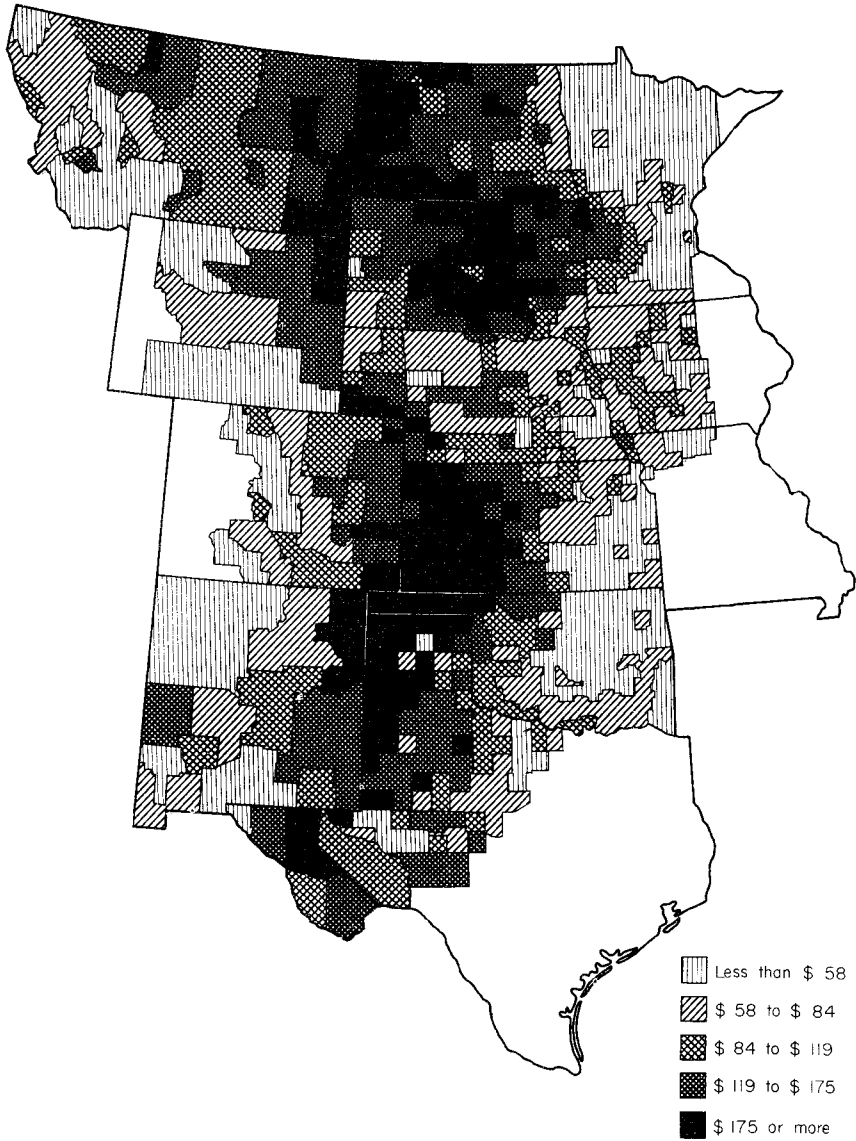 Less than $ 58
$ 58 to $ 84
$ 84 to $ 119
$ 119 to $ 175
$ 175 or more